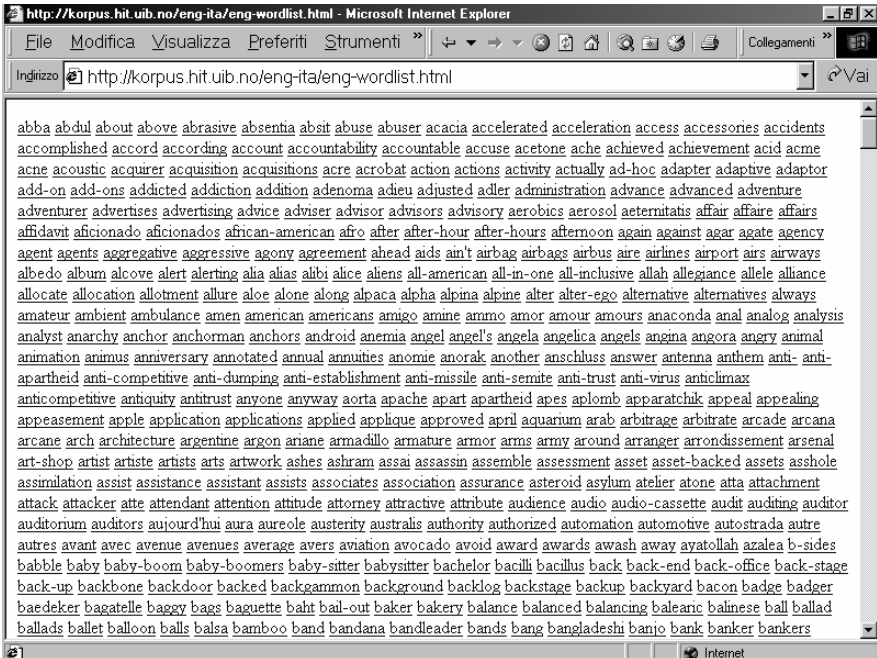 http://korpus.hit.uib.no/eng-ita/eng-wordlist.html - Microsoft Internet Explorer
File Modifica Visualizza Preferiti Strumenti » Collegamenti »
Indirizzo http://korpus.hit.uib.no/eng-ita/eng-wordlist.html Vai
abba abdul about above abrasive absentia absit abuse abuser acacia accelerated acceleration access accessories accidents
accomplished accord according account accountability accountable accuse acetone ache achieved achievement acid acme
acne acoustic acquirer acquisition acquisitions acre acrobat action actions activity actually ad-hoc adapter adaptive adaptor
add-on add-ons addicted addiction addition adenoma adieu adjusted adler administration advance advanced adventure
adventurer advertises advertising advice adviser advisor advisors advisory aerobics aerosol aeternitatis affair affaire affairs
affidavit aficionado aficionados african-american afro after after-hour after-hours afternoon again against agar agate agency
agent agents aggregative aggressive agony agreement ahead aids ain't airbag airbags airbus aire airlines airport airs airways
albedo album alcove alert alerting alia alias alibi alice aliens all-american all-in-one all-inclusive allah allegiance allele alliance
allocate allocation allotment allure aloe alone along alpaca alpha alpina alpine alter alter-ego alternative alternatives always
amateur ambient ambulance amen american americans amigo amine ammo amor amour amours anaconda anal analog analysis
analyst anarchy anchor anchorman anchors android anemia angel angel's angela angelica angels angina angora angry animal
animation animus anniversary annotated annual annuities anomie anorak another anschluss answer antenna anthem anti- anti-
apartheid anti-competitive anti-dumping anti-establishment anti-missile anti-semite anti-trust anti-virus anticlimax
anticompetitive antiquity antitrust anyone anyway aorta apache apart apartheid apes aplomb apparatchik appeal appealing
appeasement apple application applications applied applique approved april aquarium arab arbitrage arbitrate arcade arcana
arcane arch architecture argentine argon ariane armadillo armature armor arms army around arranger arrondissement arsenal
art-shop artist artiste artists arts artwork ashes ashram assai assassin assemble assessment asset asset-backed assets asshole
assimilation assist assistance assistant assists associates association assurance asteroid asylum atelier atone atta attachment
attack attacker atte attendant attention attitude attorney attractive attribute audience audio audio-cassette audit auditing auditor
auditorium auditors aujourd'hui aura aureole austerity australis authority authorized automation automotive autostrada autre
autres avant avec avenue avenues average avers aviation avocado avoid award awards awash away ayatollah azalea b-sides
babble baby baby-boom baby-boomers baby-sitter babysitter bachelor bacilli bacillus back back-end back-office back-stage
back-up backbone backdoor backed backgammon background backlog backstage backup backyard bacon badge badger
baedeker bagatelle baggy bags baguette baht bail-out baker bakery balance balanced balancing balearic balinese ball ballad
ballads ballet balloon balls balsa bamboo band bandana bandleader bands bang bangladeshi banjo bank banker bankers
Internet